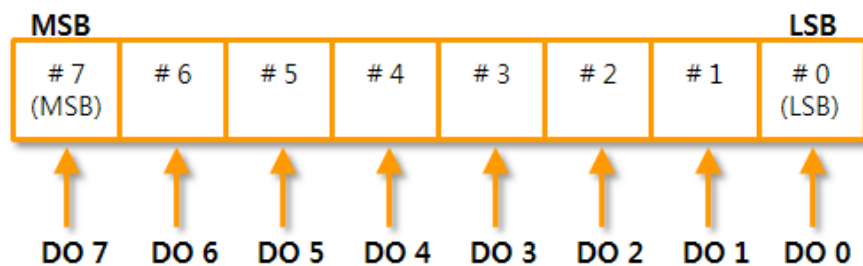 MSB LSB
# 7 # 6 # 5 # 4 # 3 # 2 # 1 # 0
(MSB) (LSB)
DO 7 DO 6 DO 5 DO 4 DO 3 DO 2 DO 1 DO 0